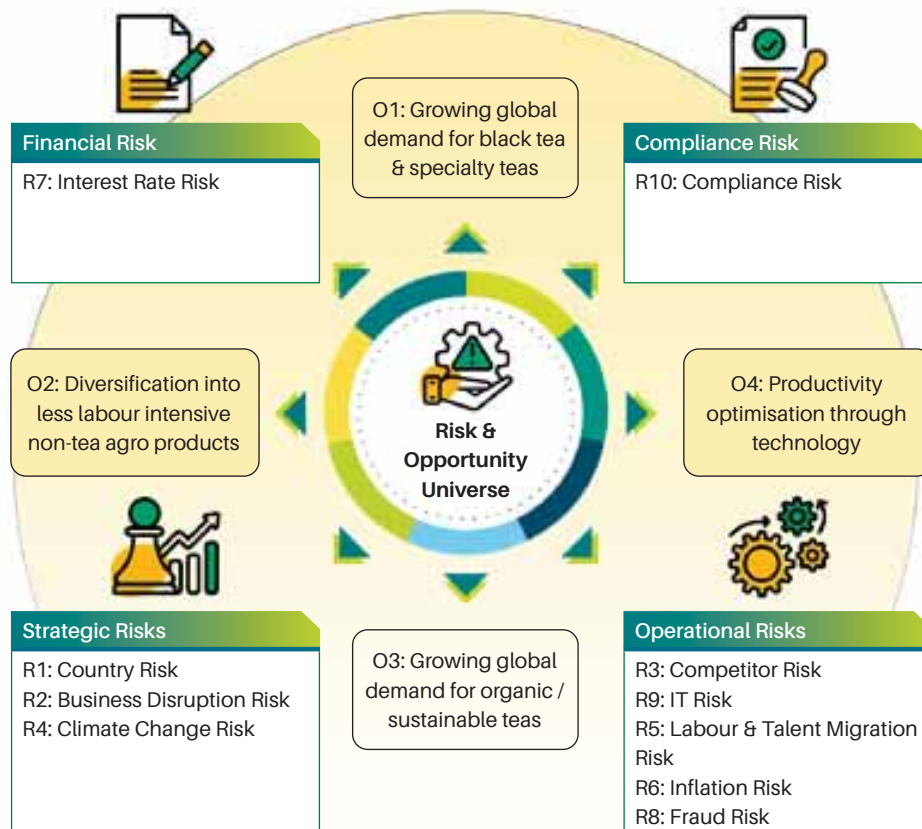 O1: Growing global
demand for black tea
& specialty teas
Financial Risk
R7: Interest Rate Risk
Compliance Risk
R10: Compliance Risk
O2: Diversification into
less labour intensive
non-tea agro products
Risk &
Opportunity
Universe
O4: Productivity
optimisation through
technology
Strategic Risks
R1: Country Risk
R2: Business Disruption Risk
R4: Climate Change Risk
O3: Growing global
demand for organic /
sustainable teas
Operational Risks
R3: Competitor Risk
R9: IT Risk
R5: Labour & Talent Migration
Risk
R6: Inflation Risk
R8: Fraud Risk